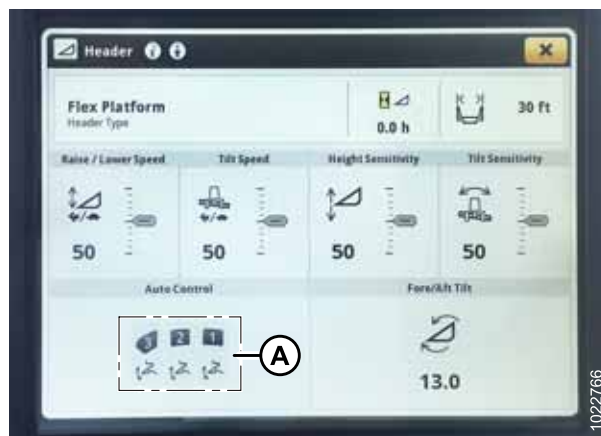 Header
Flex Platform
Header Type
0.0 h
30 ft
Raise / Lower Speed
Tilt Speed
Height Sensitivity
Tilt Sensitivity
50
50
50
50
Auto Control
Fore/Aft Tilt
3 2 1
A
13.0
1022766